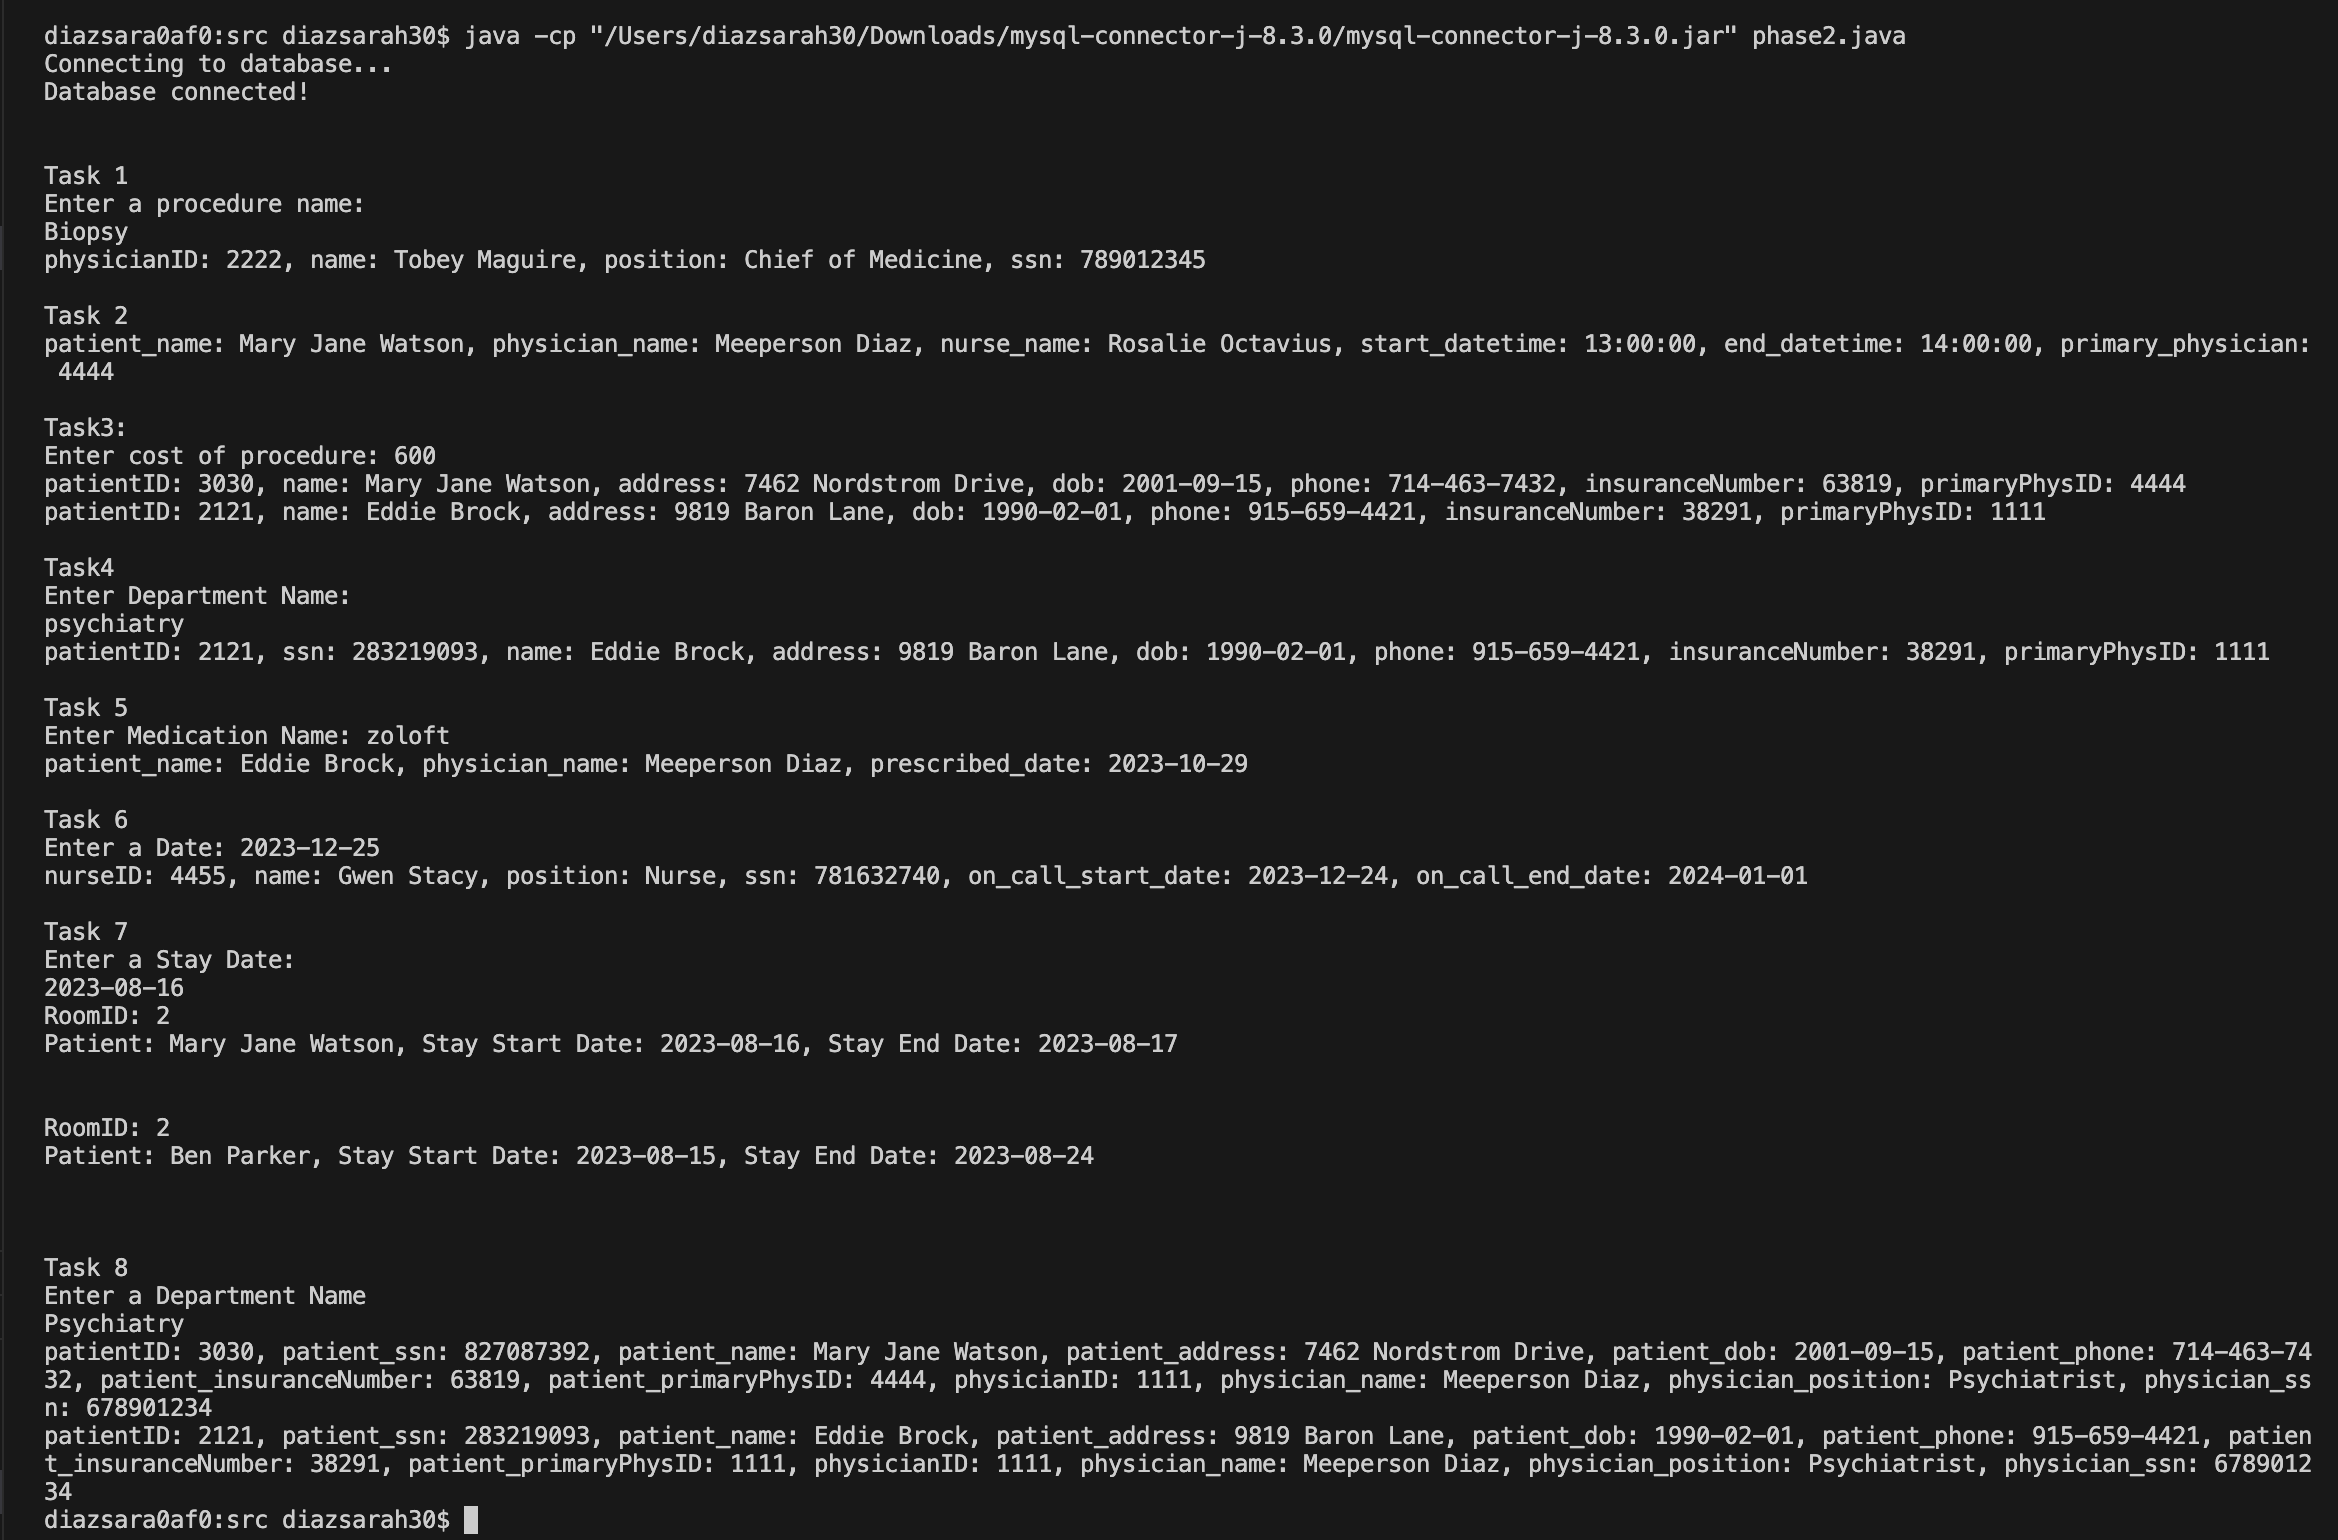 diazsara0af0:src diazsarah30$ java -cp "/Users/diazsarah30/Downloads/mysql-connector-j-8.3.0/mysql-connector-j-8.3.0.jar" phase2.java
Connecting to database...
Database connected!
Task 1
Enter a procedure name:
Biopsy
physicianID: 2222, name: Tobey Maguire, position: Chief of Medicine, ssn: 789012345
Task 2
patient_name: Mary Jane Watson, physician_name: Meeperson Diaz, nurse_name: Rosalie Octavius, start_datetime: 13:00:00, end_datetime: 14:00:00, primary_physician:
4444
Task3:
Enter cost of procedure: 600
patientID: 3030, name: Mary Jane Watson, address: 7462 Nordstrom Drive, dob: 2001-09-15, phone: 714-463-7432, insuranceNumber: 63819, primaryPhysID: 4444
patientID: 2121, name: Eddie Brock, address: 9819 Baron Lane, dob: 1990-02-01, phone: 915-659-4421, insuranceNumber: 38291, primaryPhysID: 1111
Task4
Enter Department Name:
psychiatry
patientID: 2121, ssn: 283219093, name: Eddie Brock, address: 9819 Baron Lane, dob: 1990-02-01, phone: 915-659-4421, insuranceNumber: 38291, primaryPhysID: 1111
Task 5
Enter Medication Name: zoloft
patient_name: Eddie Brock, physician_name: Meeperson Diaz, prescribed_date: 2023-10-29
Task 6
Enter a Date: 2023-12-25
nurseID: 4455, name: Gwen Stacy, position: Nurse, ssn: 781632740, on_call_start_date: 2023-12-24, on_call_end_date: 2024-01-01
Task 7
Enter a Stay Date:
2023-08-16
RoomID: 2
Patient: Mary Jane Watson, Stay Start Date: 2023-08-16, Stay End Date: 2023-08-17
RoomID: 2
Patient: Ben Parker, Stay Start Date: 2023-08-15, Stay End Date: 2023-08-24
Task 8
Enter a Department Name
Psychiatry
patientID: 3030, patient_ssn: 827087392, patient_name: Mary Jane Watson, patient_address: 7462 Nordstrom Drive, patient_dob: 2001-09-15, patient_phone: 714-463-74
32, patient_insuranceNumber: 63819, patient_primaryPhysID: 4444, physicianID: 1111, physician_name: Meeperson Diaz, physician_position: Psychiatrist, physician_ss
n: 678901234
patientID: 2121, patient_ssn: 283219093, patient_name: Eddie Brock, patient_address: 9819 Baron Lane, patient_dob: 1990-02-01, patient_phone: 915-659-4421, patien
t_insuranceNumber: 38291, patient_primaryPhysID: 1111, physicianID: 1111, physician_name: Meeperson Diaz, physician_position: Psychiatrist, physician_ssn: 6789012
34
diazsara0af0:src diazsarah30$